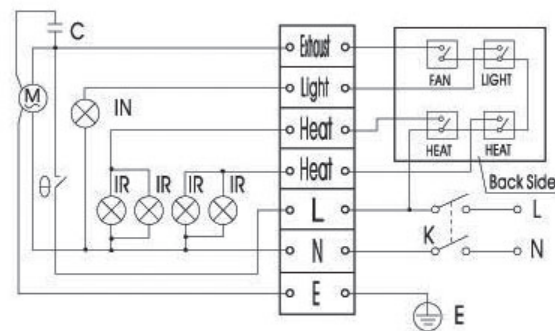 C
M
θ
IN
IR IR IR IR
Exhaust
Light
Heat
Heat
L
N
E
FAN LIGHT
HEAT HEAT
Back Side
K
L
N
E